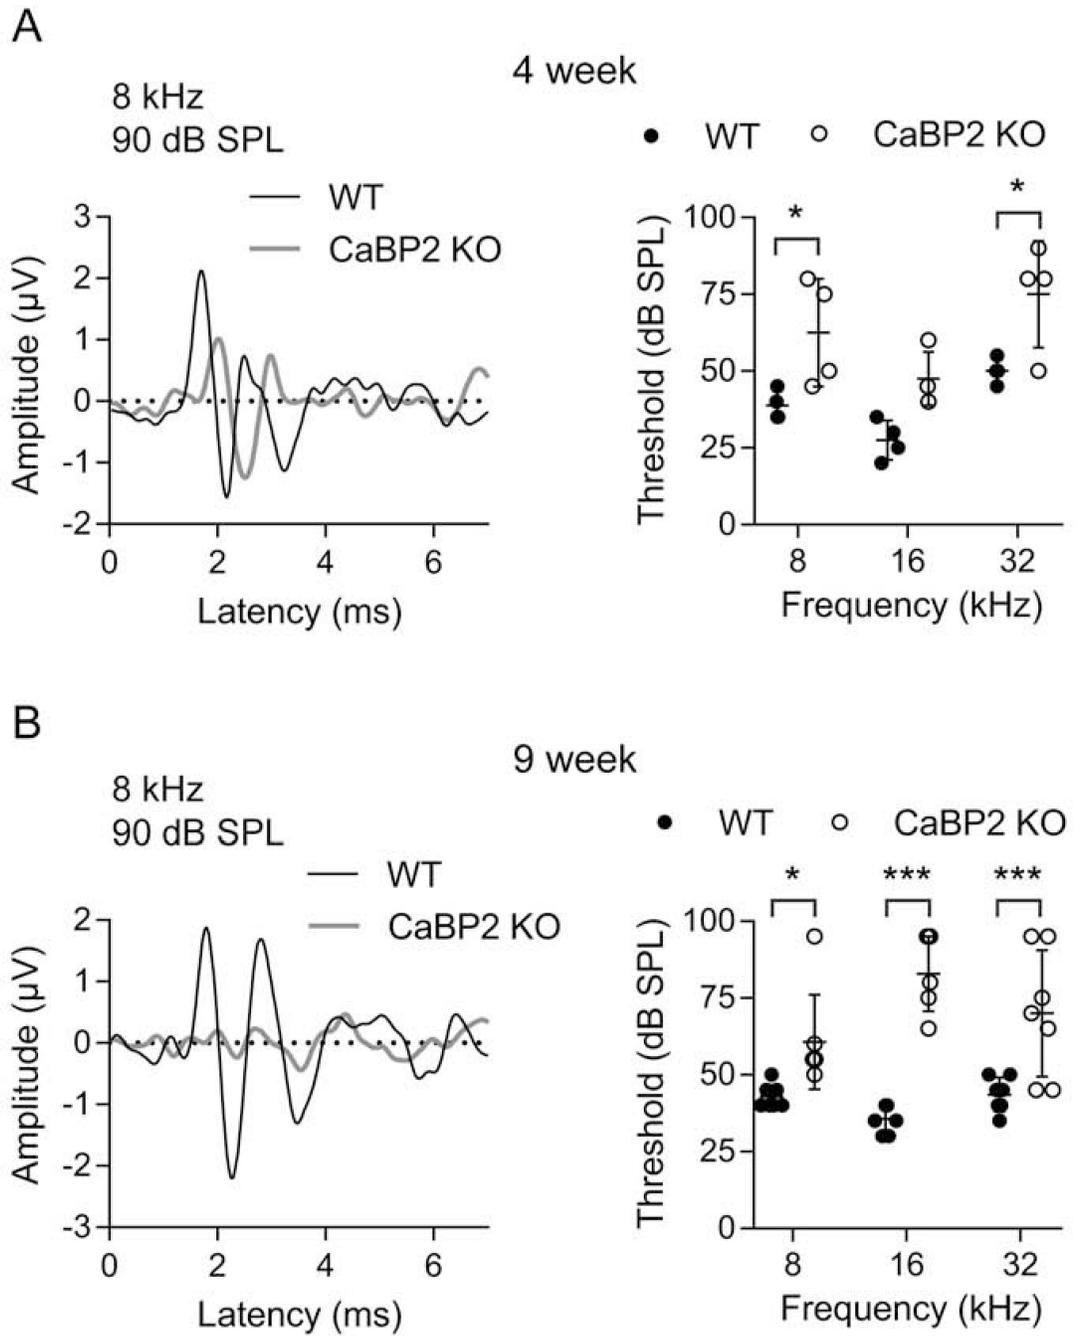 A
4 week
8 kHz
90 dB SPL
WT
CaBP2 KO
3
2
1
0
-1
-2
Amplitude (μV)
0 2 4 6
Latency (ms)
WT CaBP2 KO
* *
100
75
50
25
0
Threshold (dB SPL)
8 16 32
Frequency (kHz)
B
9 week
8 kHz
90 dB SPL
WT
CaBP2 KO
2
1
0
-1
-2
-3
Amplitude (μV)
0 2 4 6
Latency (ms)
WT CaBP2 KO
* *** ***
100
75
50
25
0
Threshold (dB SPL)
8 16 32
Frequency (kHz)